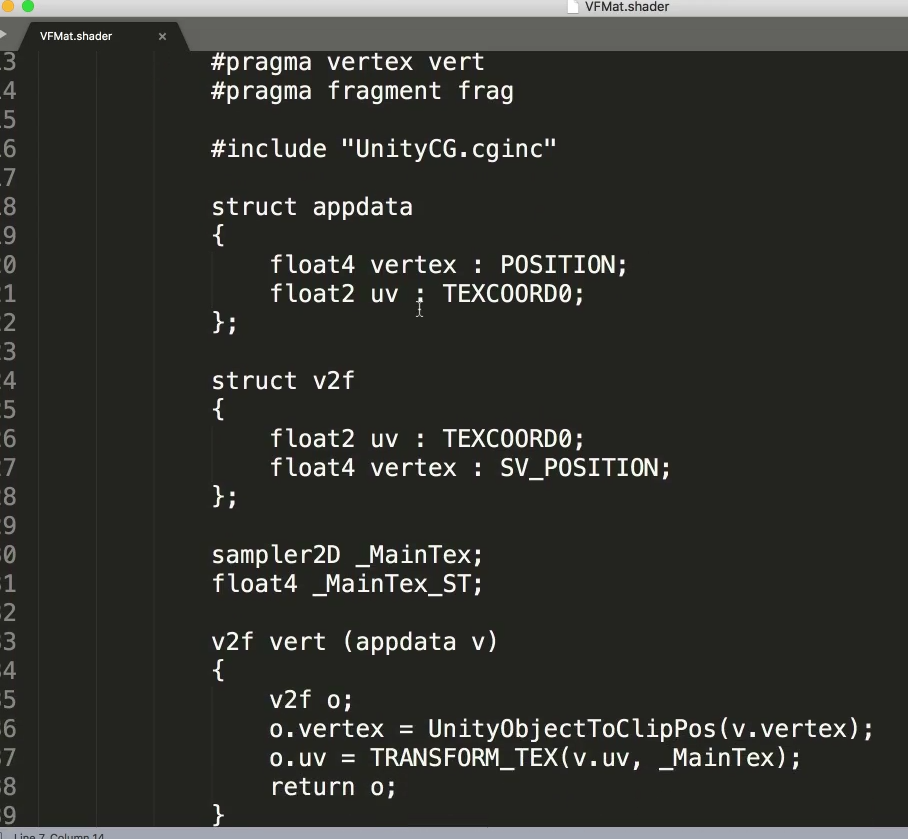 VFMat.shader
VFMat.shader ×
3 #pragma vertex vert
4 #pragma fragment frag
5
6 #include "UnityCG.cginc"
7
8 struct appdata
9 {
0 float4 vertex : POSITION;
1 float2 uv : TEXCOORD0;
2 };
3
4 struct v2f
5 {
6 float2 uv : TEXCOORD0;
7 float4 vertex : SV_POSITION;
8 };
9
0 sampler2D _MainTex;
1 float4 _MainTex_ST;
2
3 v2f vert (appdata v)
4 {
5 v2f o;
6 o.vertex = UnityObjectToClipPos(v.vertex);
7 o.uv = TRANSFORM_TEX(v.uv, _MainTex);
8 return o;
9 }
Line 7, Column 14